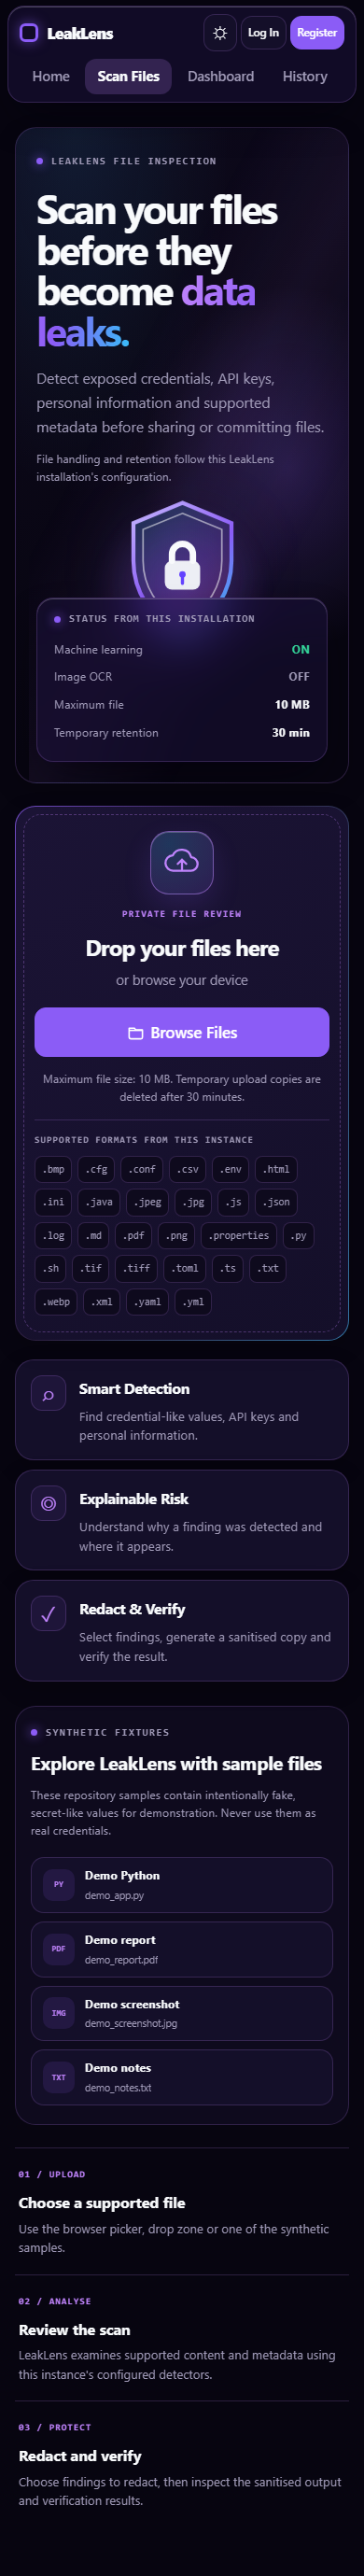 LeakLens
Log In
Register
Home
Scan Files
Dashboard
History
LEAKLENS FILE INSPECTION
Scan your files
before they
become data
leaks.
Detect exposed credentials, API keys,
personal information and supported
metadata before sharing or committing files.
File handling and retention follow this LeakLens
installation's configuration.
STATUS FROM THIS INSTALLATION
Machine learning ON
Image OCR OFF
Maximum file 10 MB
Temporary retention 30 min
PRIVATE FILE REVIEW
Drop your files here
or browse your device
Browse Files
Maximum file size: 10 MB. Temporary upload copies are
deleted after 30 minutes.
SUPPORTED FORMATS FROM THIS INSTANCE
.bmp .cfg .conf .csv .env .html
.ini .java .jpeg .jpg .js .json
.log .md .pdf .png .properties .py
.sh .tif .tiff .toml .ts .txt
.webp .xml .yaml .yml
Smart Detection
Find credential-like values, API keys and
personal information.
Explainable Risk
Understand why a finding was detected and
where it appears.
Redact & Verify
Select findings, generate a sanitised copy and
verify the result.
SYNTHETIC FIXTURES
Explore LeakLens with sample files
These repository samples contain intentionally fake,
secret-like values for demonstration. Never use them as
real credentials.
PY
Demo Python
demo_app.py
PDF
Demo report
demo_report.pdf
IMG
Demo screenshot
demo_screenshot.jpg
TXT
Demo notes
demo_notes.txt
01 / UPLOAD
Choose a supported file
Use the browser picker, drop zone or one of the synthetic
samples.
02 / ANALYSE
Review the scan
LeakLens examines supported content and metadata using
this instance's configured detectors.
03 / PROTECT
Redact and verify
Choose findings to redact, then inspect the sanitised output
and verification results.